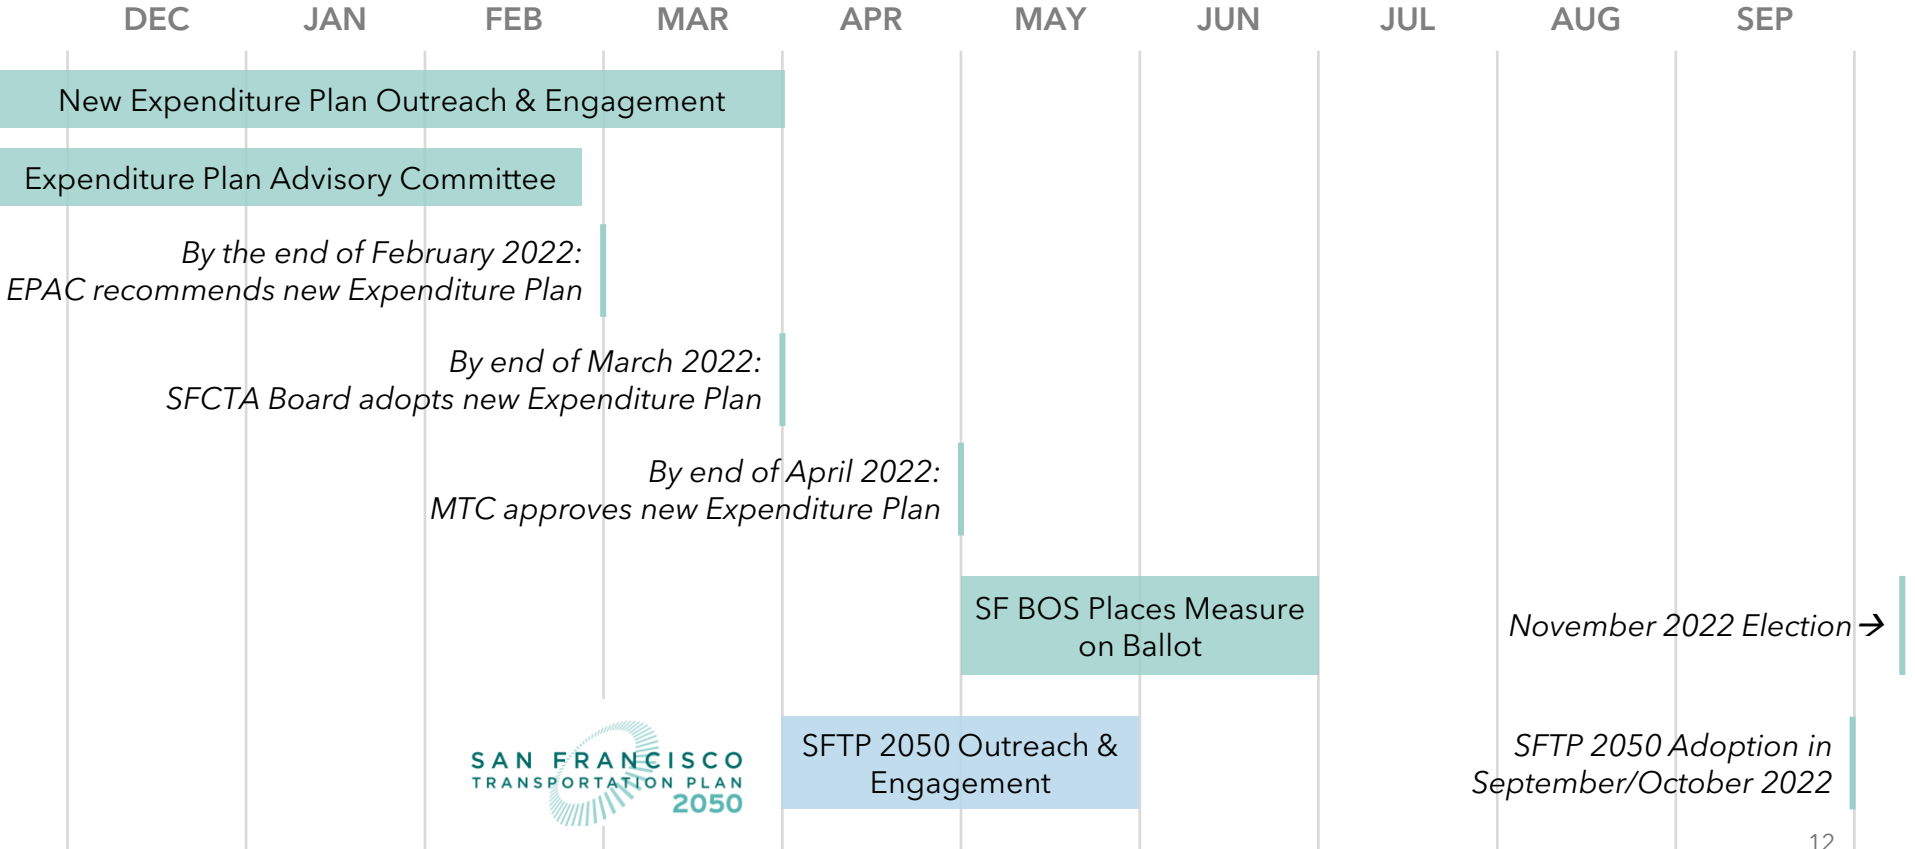 DEC JAN FEB MAR APR MAY JUN JUL AUG SEP
New Expenditure Plan Outreach & Engagement
Expenditure Plan Advisory Committee
By the end of February 2022:
EPAC recommends new Expenditure Plan
By end of March 2022:
SFCTA Board adopts new Expenditure Plan
By end of April 2022:
MTC approves new Expenditure Plan
SF BOS Places Measure
on Ballot
November 2022 Election→
SAN FRANCISCO
TRANSPORTATION PLAN
2050
SFTP 2050 Outreach &
Engagement
SFTP 2050 Adoption in
September/October 2022
12